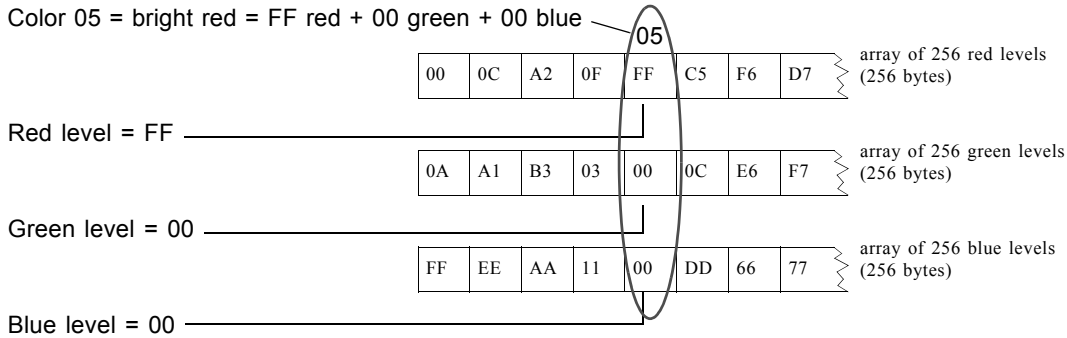 Color 05 = bright red = FF red + 00 green + 00 blue
05
00 0C A2 0F FF C5 F6 D7
array of 256 red levels
(256 bytes)
Red level = FF
0A A1 B3 03 00 0C E6 F7
array of 256 green levels
(256 bytes)
Green level = 00
FF EE AA 11 00 DD 66 77
array of 256 blue levels
(256 bytes)
Blue level = 00